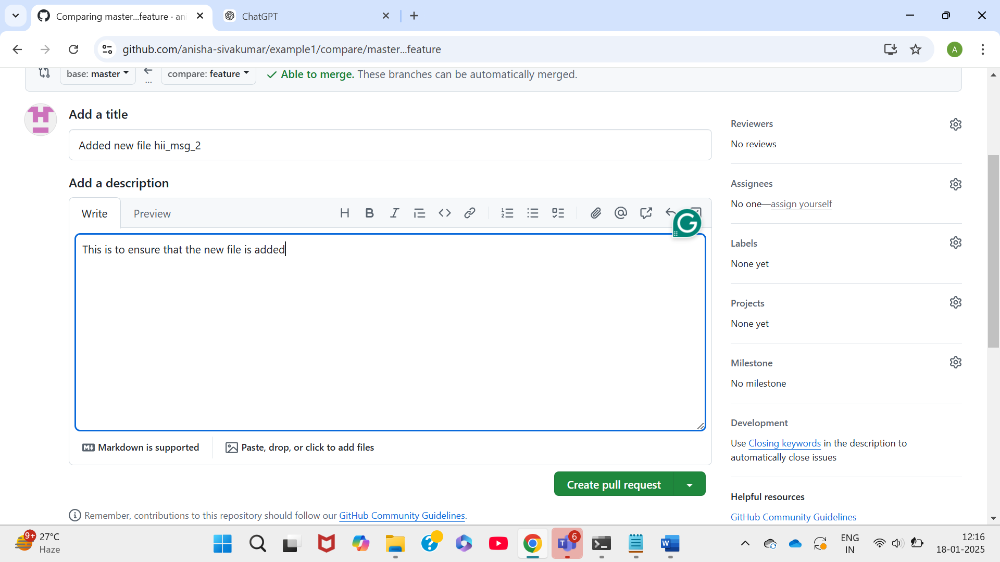 Comparing master...feature · ani
ChatGPT
github.com/anisha-sivakumar/example1/compare/master...feature
A
base: master
...
compare: feature
Able to merge. These branches can be automatically merged.
Add a title
Added new file hii_msg_2
Add a description
Write
Preview
This is to ensure that the new file is added
Markdown is supported
Paste, drop, or click to add files
Create pull request
Remember, contributions to this repository should follow our GitHub Community Guidelines.
Reviewers
No reviews
Assignees
No one—assign yourself
Labels
None yet
Projects
None yet
Milestone
No milestone
Development
Use Closing keywords in the description to
automatically close issues
Helpful resources
GitHub Community Guidelines
9+
27°C
Haze
6
ENG
IN
12:16
18-01-2025